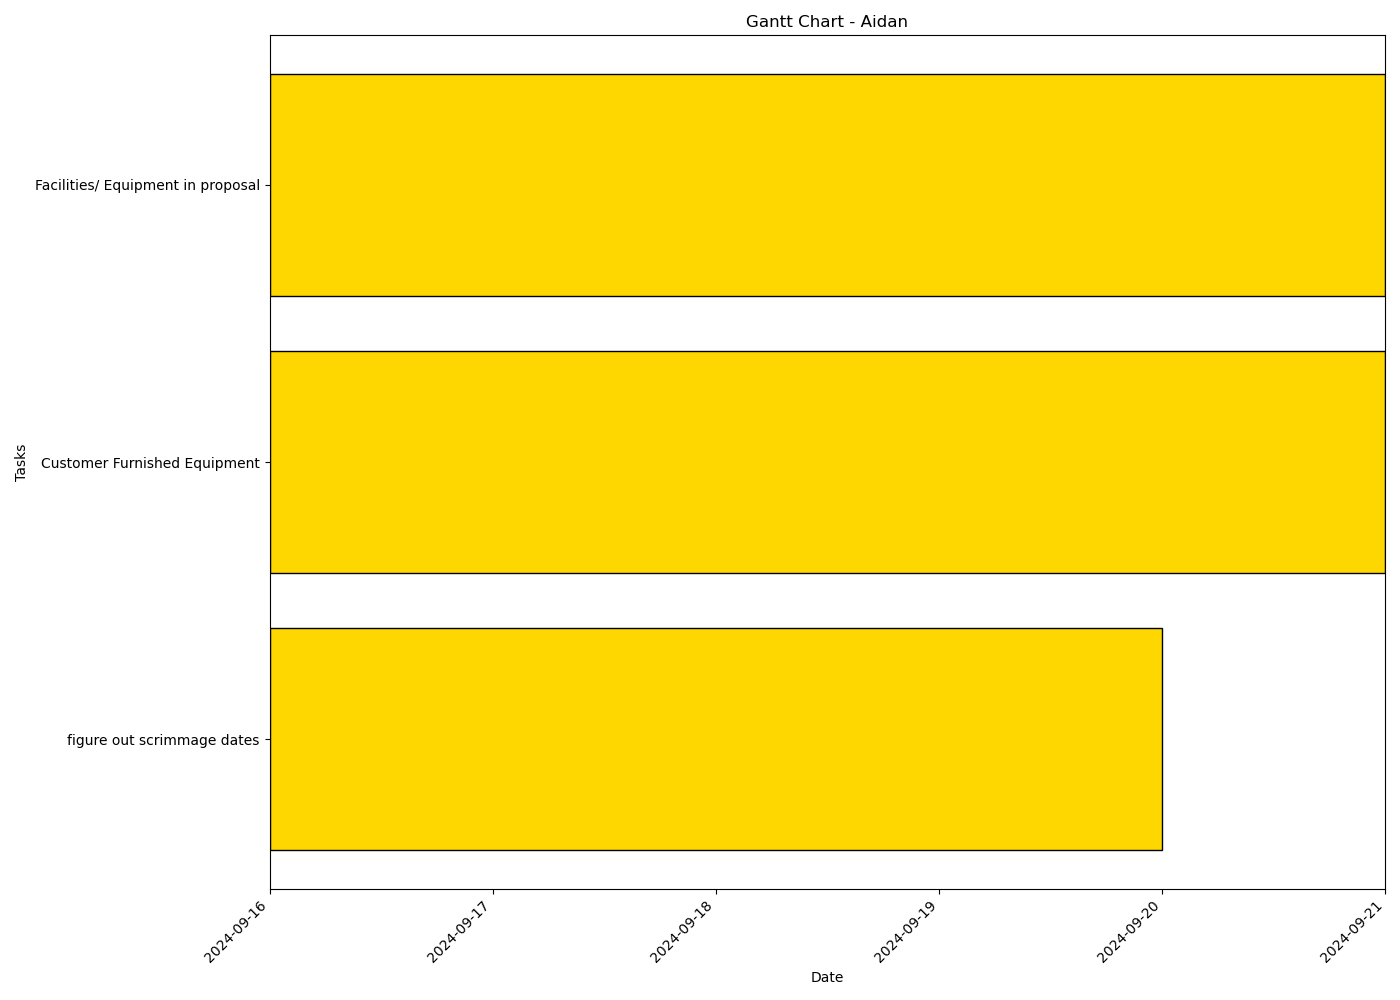 Gantt Chart - Aidan
Facilities/ Equipment in proposal
Customer Furnished Equipment
figure out scrimmage dates
Tasks
2024-09-16
2024-09-17
2024-09-18
2024-09-19
2024-09-20
2024-09-21
Date